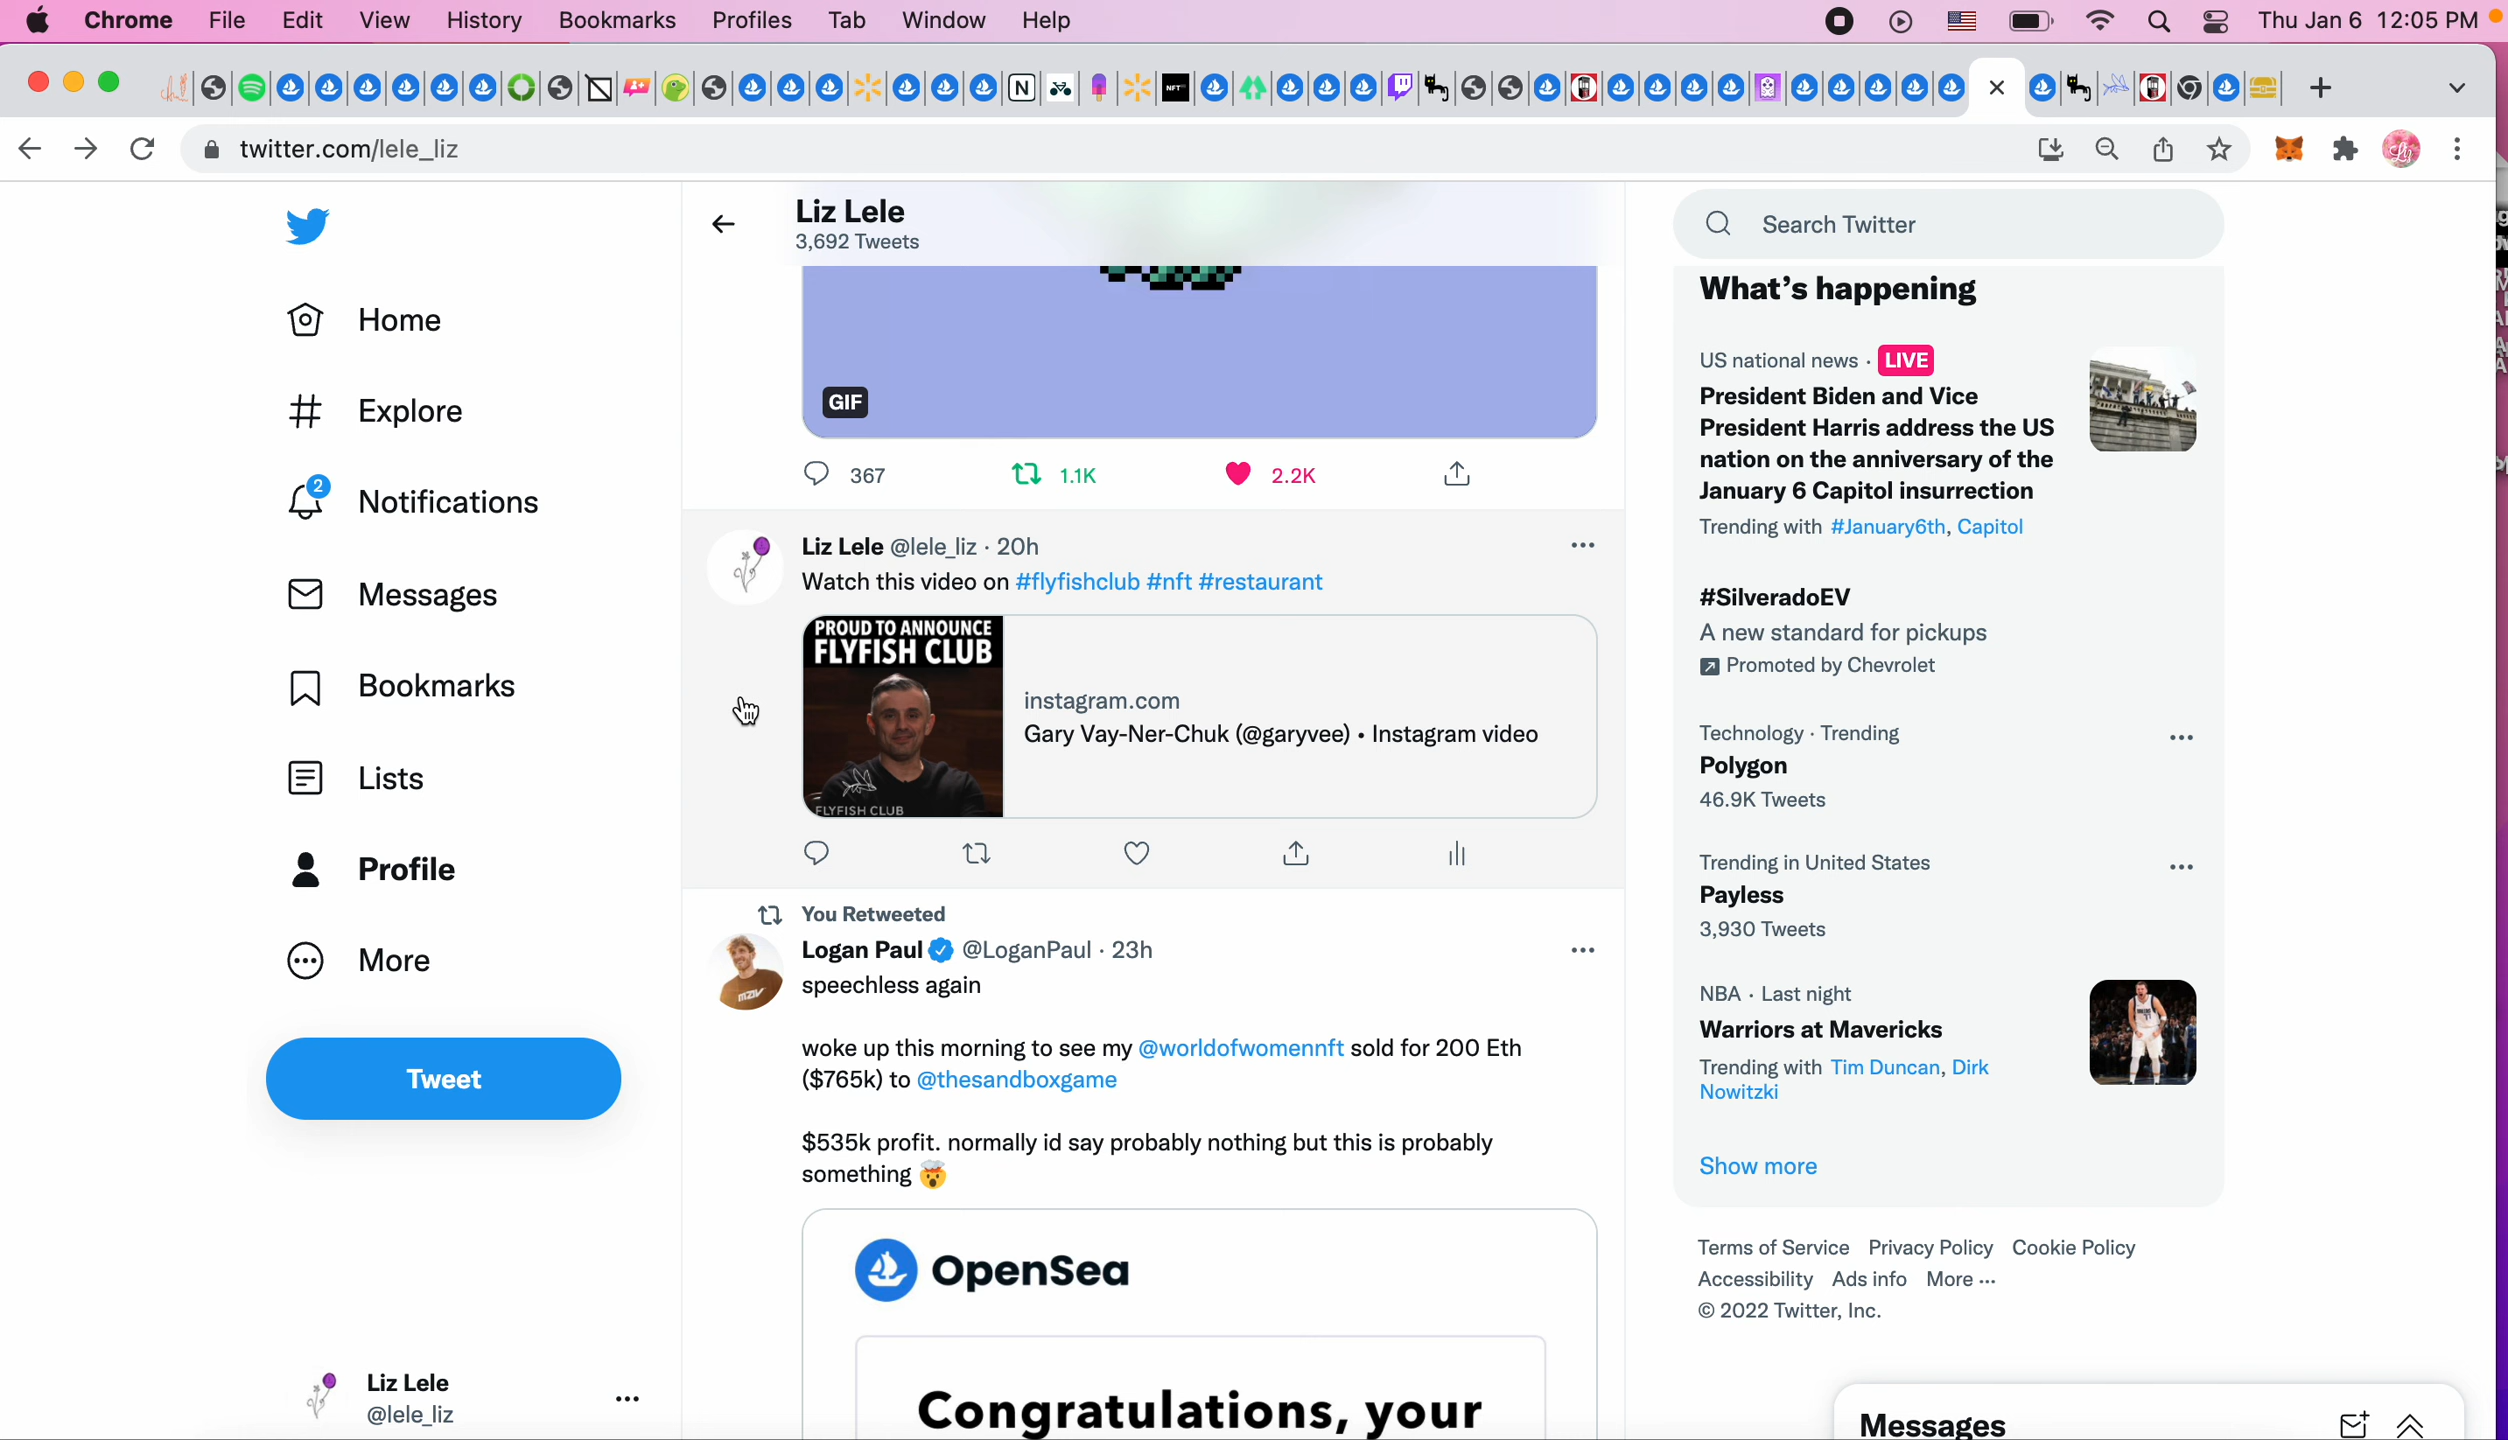 Chrome File Edit View History Bookmarks Profiles Tab Window Help Thu Jan 6 12:05 PM
twitter.com/lele_liz
Home
Explore
2
Notifications
Messages
Bookmarks
Lists
Profile
More
Tweet
Liz Lele
@lele_liz
Liz Lele
3,692 Tweets
GIF
367 1.1K 2.2K
Liz Lele @lele_liz · 20h
Watch this video on #flyfishclub #nft #restaurant
PROUD TO ANNOUNCE
FLYFISH CLUB
FLYFISH CLUB
instagram.com
Gary Vay-Ner-Chuk (@garyvee) • Instagram video
You Retweeted
Logan Paul @LoganPaul · 23h
speechless again
woke up this morning to see my @worldofwomennft sold for 200 Eth
($765k) to @thesandboxgame
$535k profit. normally id say probably nothing but this is probably
something 🤯
OpenSea
Congratulations, your
Search Twitter
What's happening
US national news · LIVE
President Biden and Vice
President Harris address the US
nation on the anniversary of the
January 6 Capitol insurrection
Trending with #January6th, Capitol
#SilveradoEV
A new standard for pickups
Promoted by Chevrolet
Technology · Trending
Polygon
46.9K Tweets
Trending in United States
Payless
3,930 Tweets
NBA · Last night
Warriors at Mavericks
Trending with Tim Duncan, Dirk
Nowitzki
Show more
Terms of Service Privacy Policy Cookie Policy
Accessibility Ads info More ···
© 2022 Twitter, Inc.
Messages